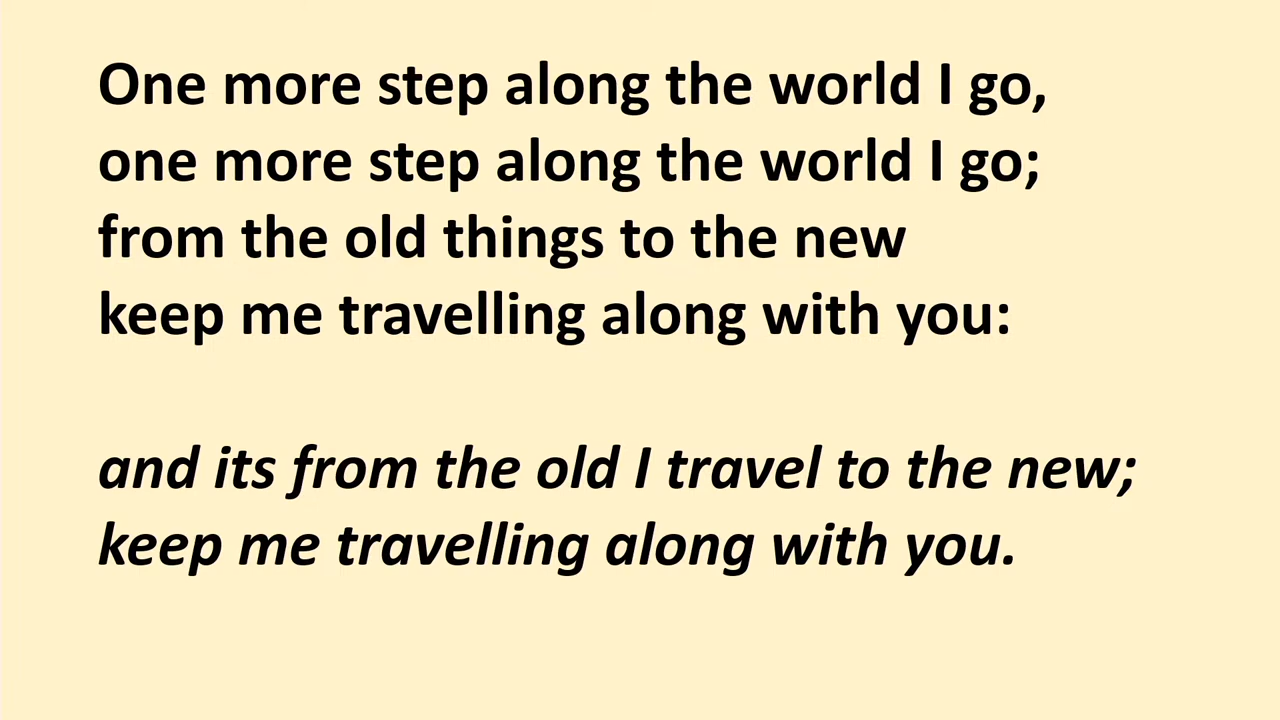 One more step along the world I go,
one more step along the world I go;
from the old things to the new
keep me travelling along with you:
and its from the old I travel to the new;
keep me travelling along with you.